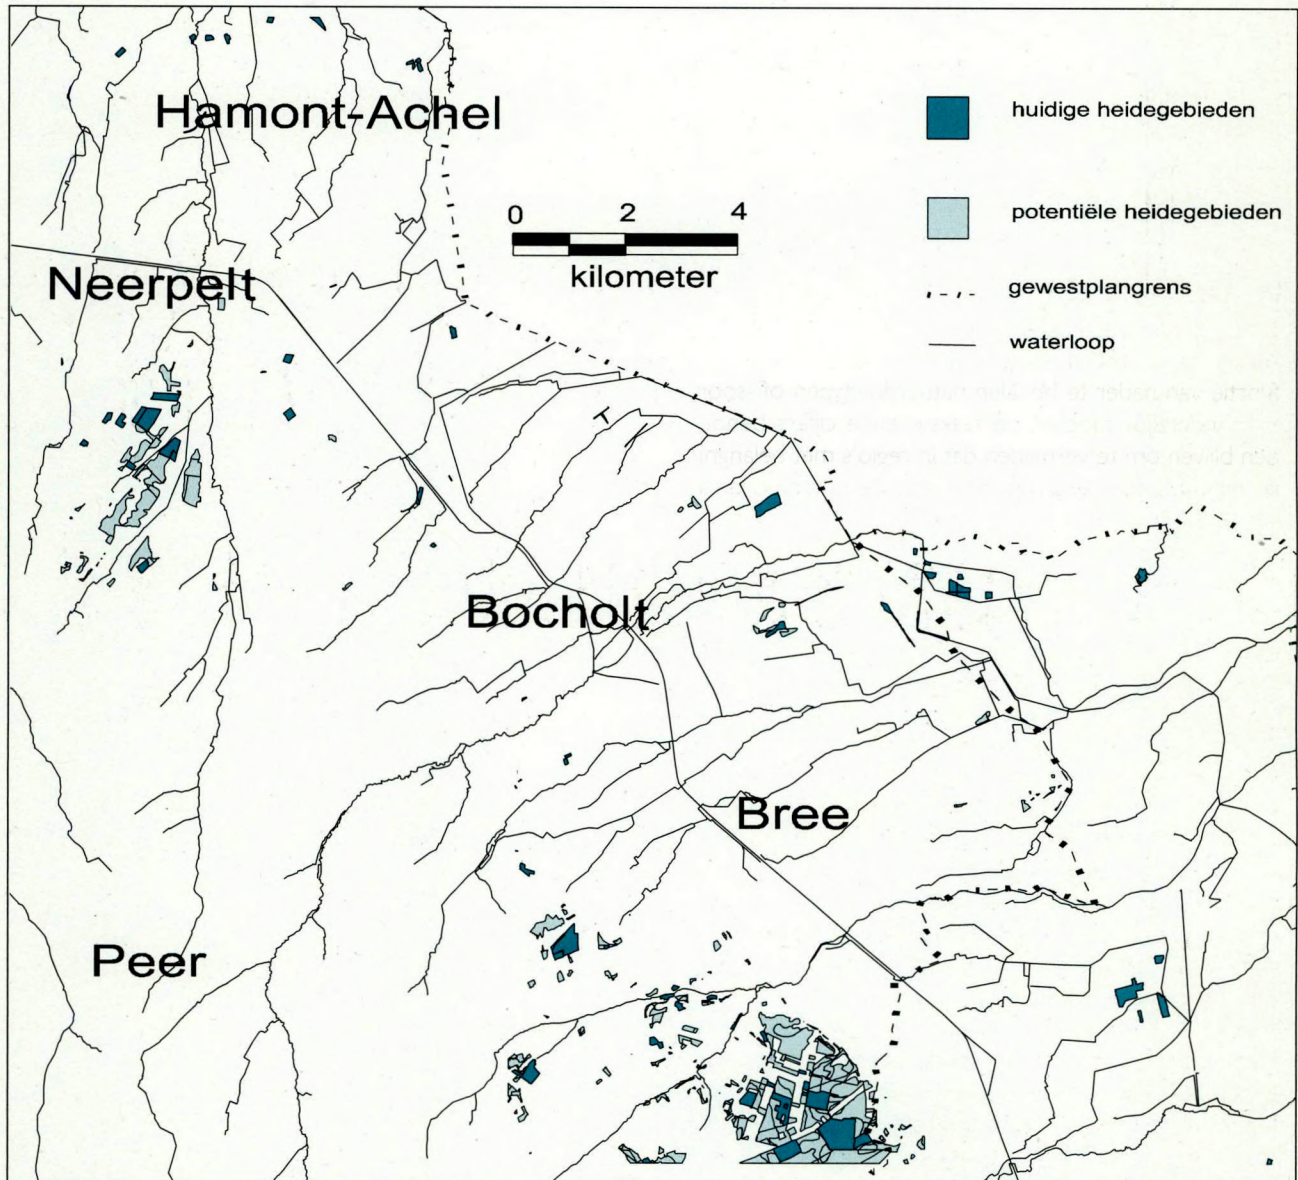 Hamont-Achel
huidige heidegebieden
0 2 4
kilometer
potentiële heidegebieden
Neerpelt
gewestplangrens
waterloop
Bocholt
Bree
Peer